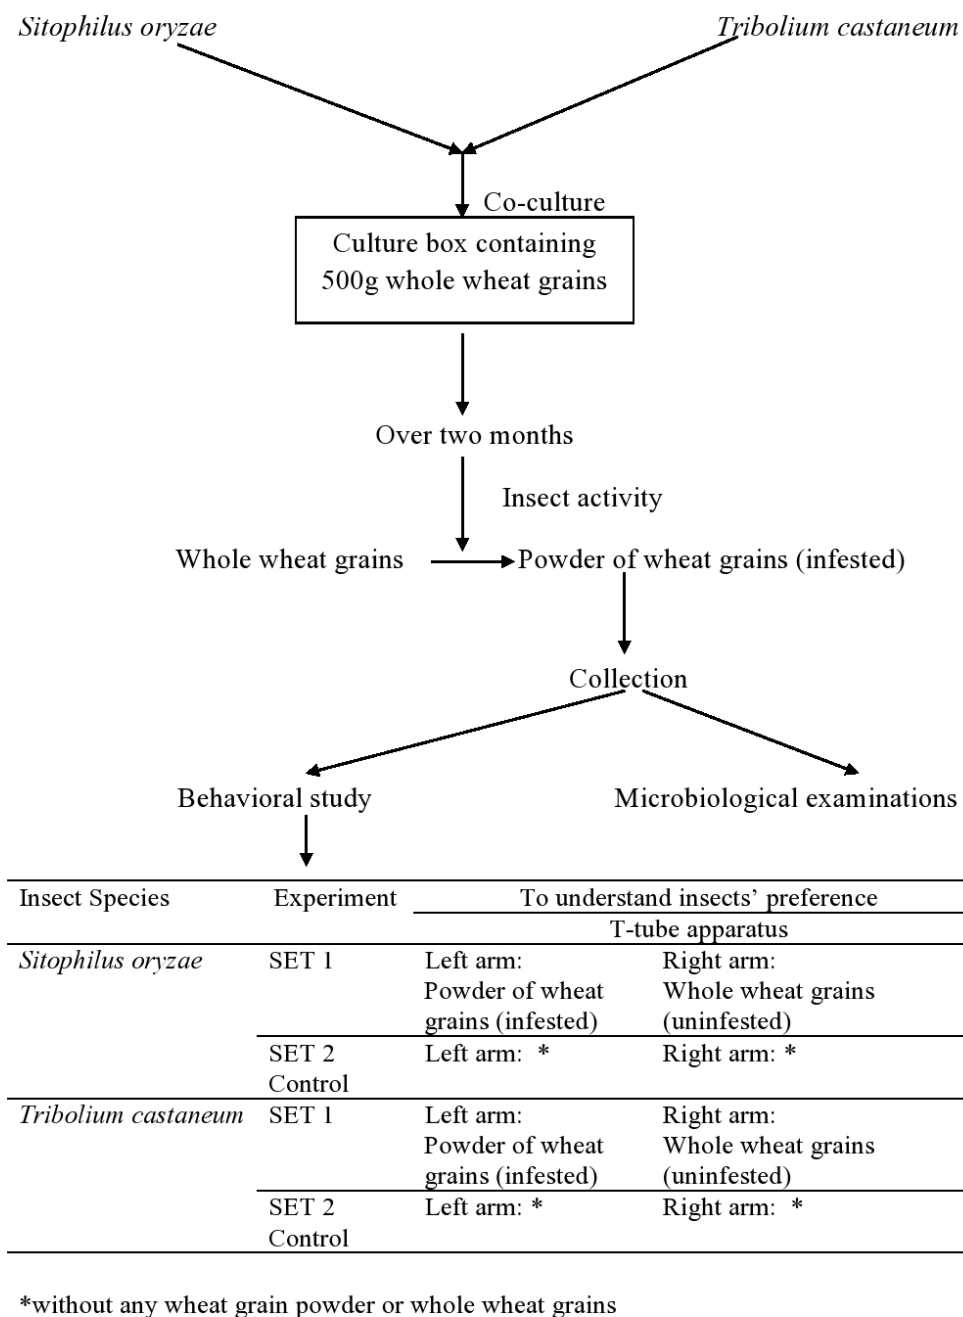 Sitophilus oryzae Tribolium castaneum
Co-culture
Culture box containing
500g whole wheat grains
Over two months
Insect activity
Whole wheat grains Powder of wheat grains (infested)
Collection
Behavioral study Microbiological examinations
Insect Species Experiment To understand insects' preference
T-tube apparatus
Sitophilus oryzae SET 1 Left arm: Right arm:
Powder of wheat Whole wheat grains
grains (infested) (uninfested)
SET 2 Left arm: * Right arm: *
Control
Tribolium castaneum SET 1 Left arm: Right arm:
Powder of wheat Whole wheat grains
grains (infested) (uninfested)
SET 2 Left arm: * Right arm: *
Control
*without any wheat grain powder or whole wheat grains